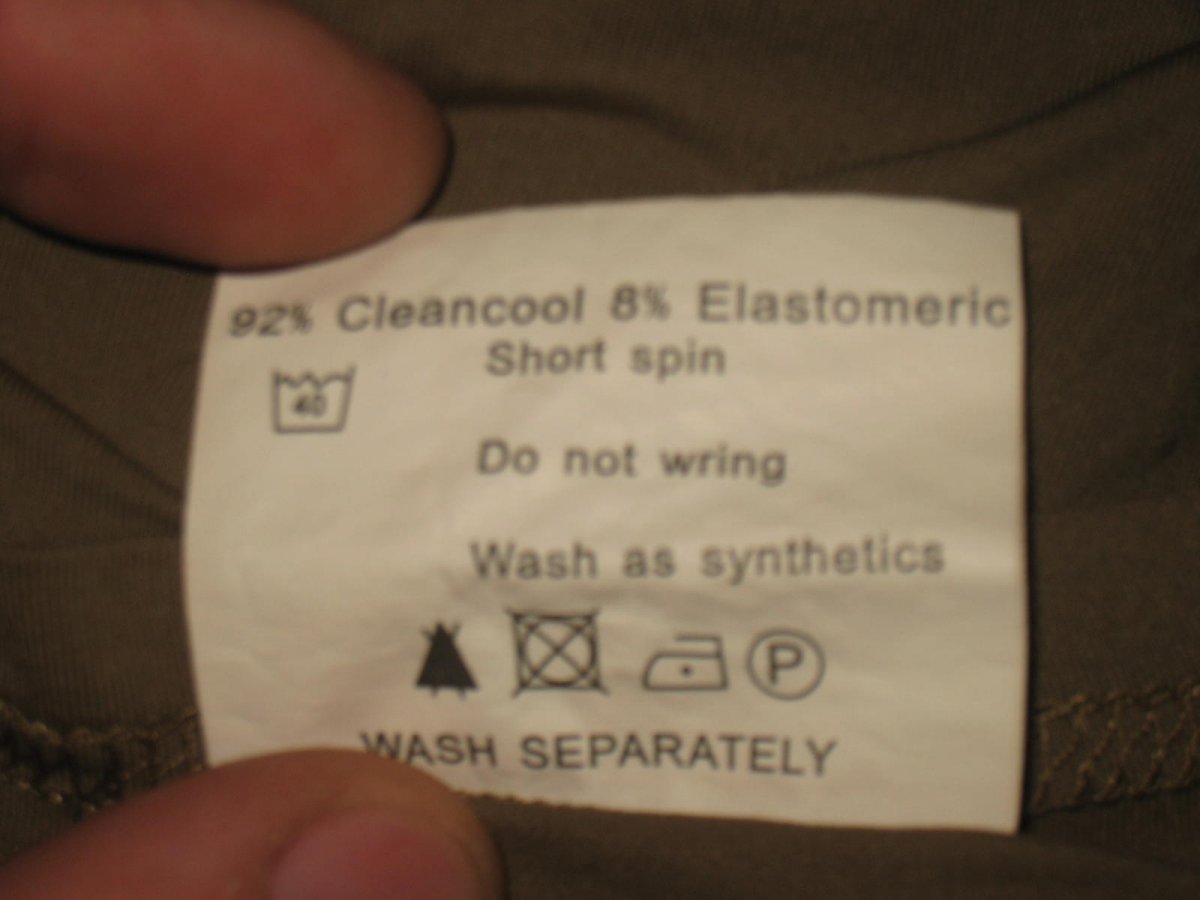 92% Cleancool 8% Elastomeric
Short spin
40
Do not wring
Wash as synthetics
P
WASH SEPARATELY